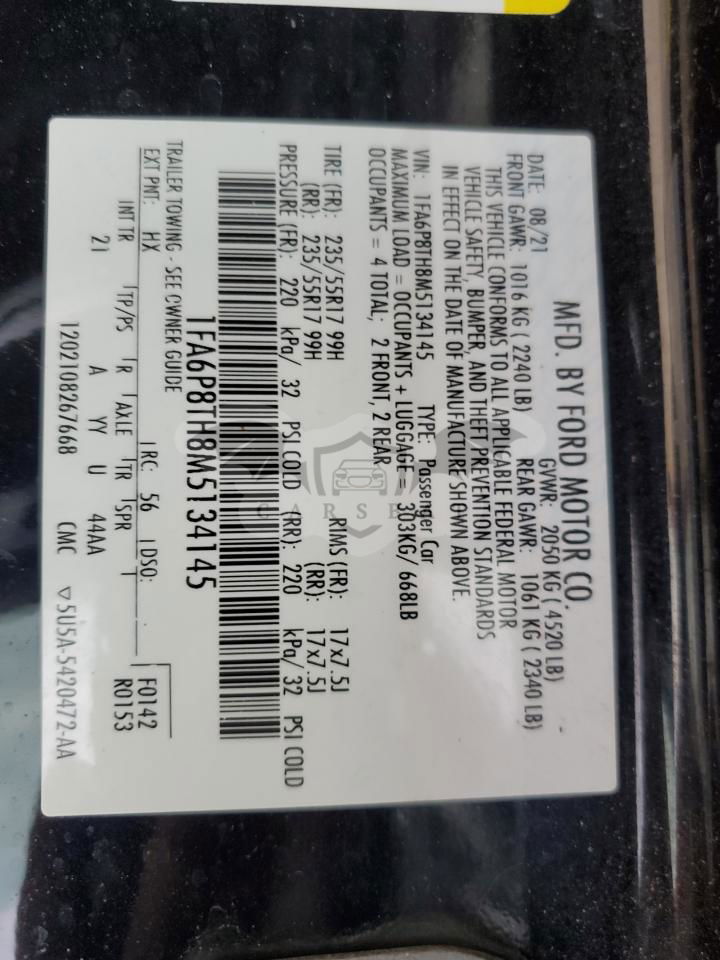 MFD. BY FORD MOTOR CO.
DATE: 08/21 GVWR: 2050 KG ( 4520 LB)
FRONT GAWR: 1016 KG ( 2240 LB) REAR GAWR: 1061 KG ( 2340 LB)
THIS VEHICLE CONFORMS TO ALL APPLICABLE FEDERAL MOTOR
VEHICLE SAFETY, BUMPER, AND THEFT PREVENTION STANDARDS
IN EFFECT ON THE DATE OF MANUFACTURE SHOWN ABOVE.
VIN: 1FA6P8TH8M5134145 TYPE: Passenger Car
MAXIMUM LOAD = OCCUPANTS + LUGGAGE = 303KG/ 668LB
OCCUPANTS = 4 TOTAL; 2 FRONT, 2 REAR
TIRE (FR): 235/55R17 99H RIMS (FR): 17x7.5J
(RR): 235/55R17 99H (RR): 17x7.5J
PRESSURE (FR): 220 kPa/ 32 PSI COLD (RR): 220 kPa/ 32 PSI COLD
1FA6P8TH8M5134145
TRAILER TOWING - SEE OWNER GUIDE
F0142
R0153
EXT PNT: HX RC: 56 DSO:
INT TR TP/PS R AXLE TR SPR
21 A YY U 44AA
1202108267668 CMC ▽5U5A-5420472-AA